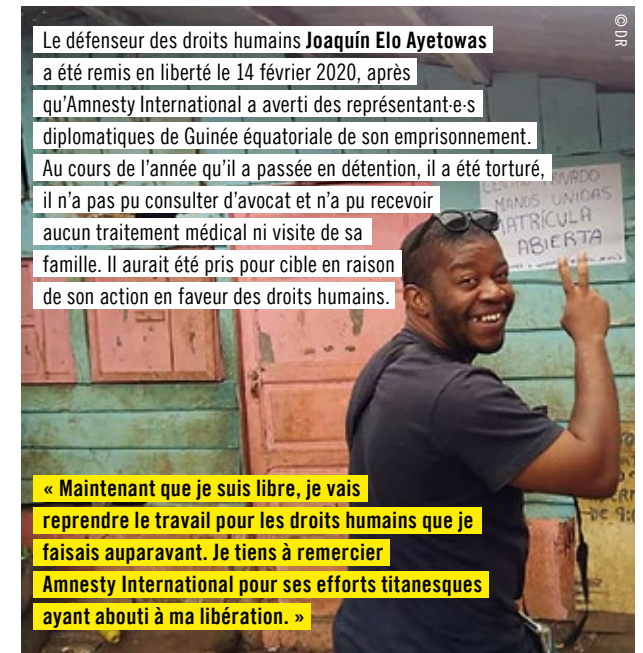 © DR
Le défenseur des droits humains Joaquín Elo Ayetowas
a été remis en liberté le 14 février 2020, après
qu’Amnesty International a averti des représentant·e·s
diplomatiques de Guinée équatoriale de son emprisonnement.
Au cours de l’année qu’il a passée en détention, il a été torturé,
il n’a pas pu consulter d’avocat et n’a pu recevoir
aucun traitement médical ni visite de sa
famille. Il aurait été pris pour cible en raison
de son action en faveur des droits humains.
MANOS UNIDAS
MATRÍCULA
ABIERTA
« Maintenant que je suis libre, je vais
reprendre le travail pour les droits humains que je
faisais auparavant. Je tiens à remercier
Amnesty International pour ses efforts titanesques
ayant abouti à ma libération. »